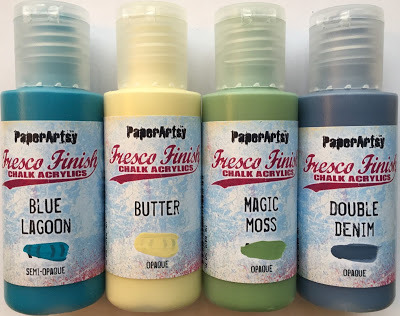 PaperArtsy
Fresco Finish
CHALK ACRYLICS
BLUE
LAGOON
SEMI-OPAQUE
PaperArtsy
Fresco Finish
CHALK ACRYLICS
BUTTER
OPAQUE
PaperArtsy
Fresco Finish
CHALK ACRYLICS
MAGIC
MOSS
OPAQUE
PaperArtsy
Fresco Finish
CHALK ACRYLICS
DOUBLE
DENIM
OPAQUE